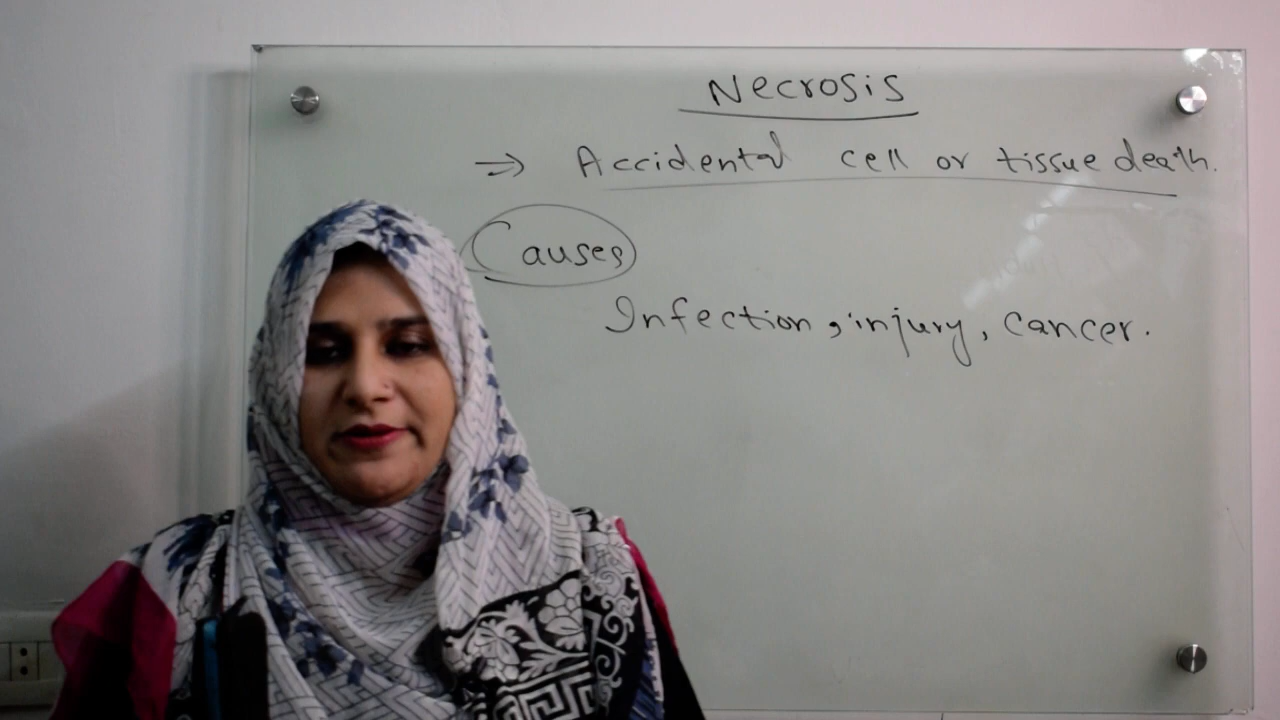 Necrosis
→ Accidental cell or tissue death.
Causes
Infection, injury, cancer.